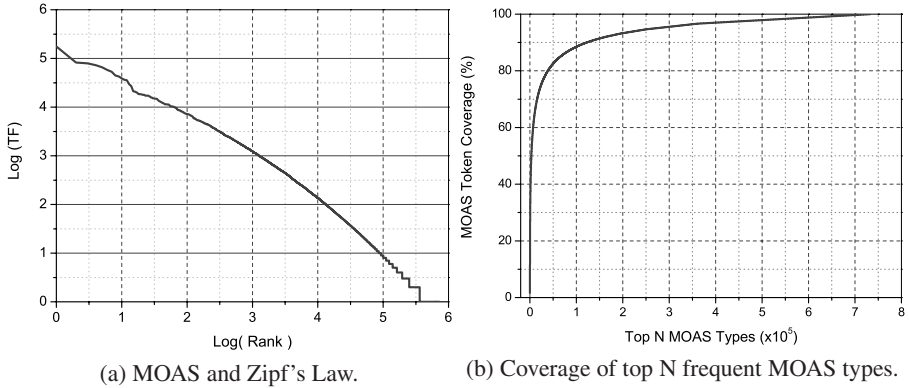 6
5
4
3
2
1
0
Log (TF)
0 1 2 3 4 5 6
Log( Rank )
(a) MOAS and Zipf's Law.
100
80
60
40
20
0
MOAS Token Coverage (%)
0 1 2 3 4 5 6 7 8
Top N MOAS Types (x10⁵)
(b) Coverage of top N frequent MOAS types.